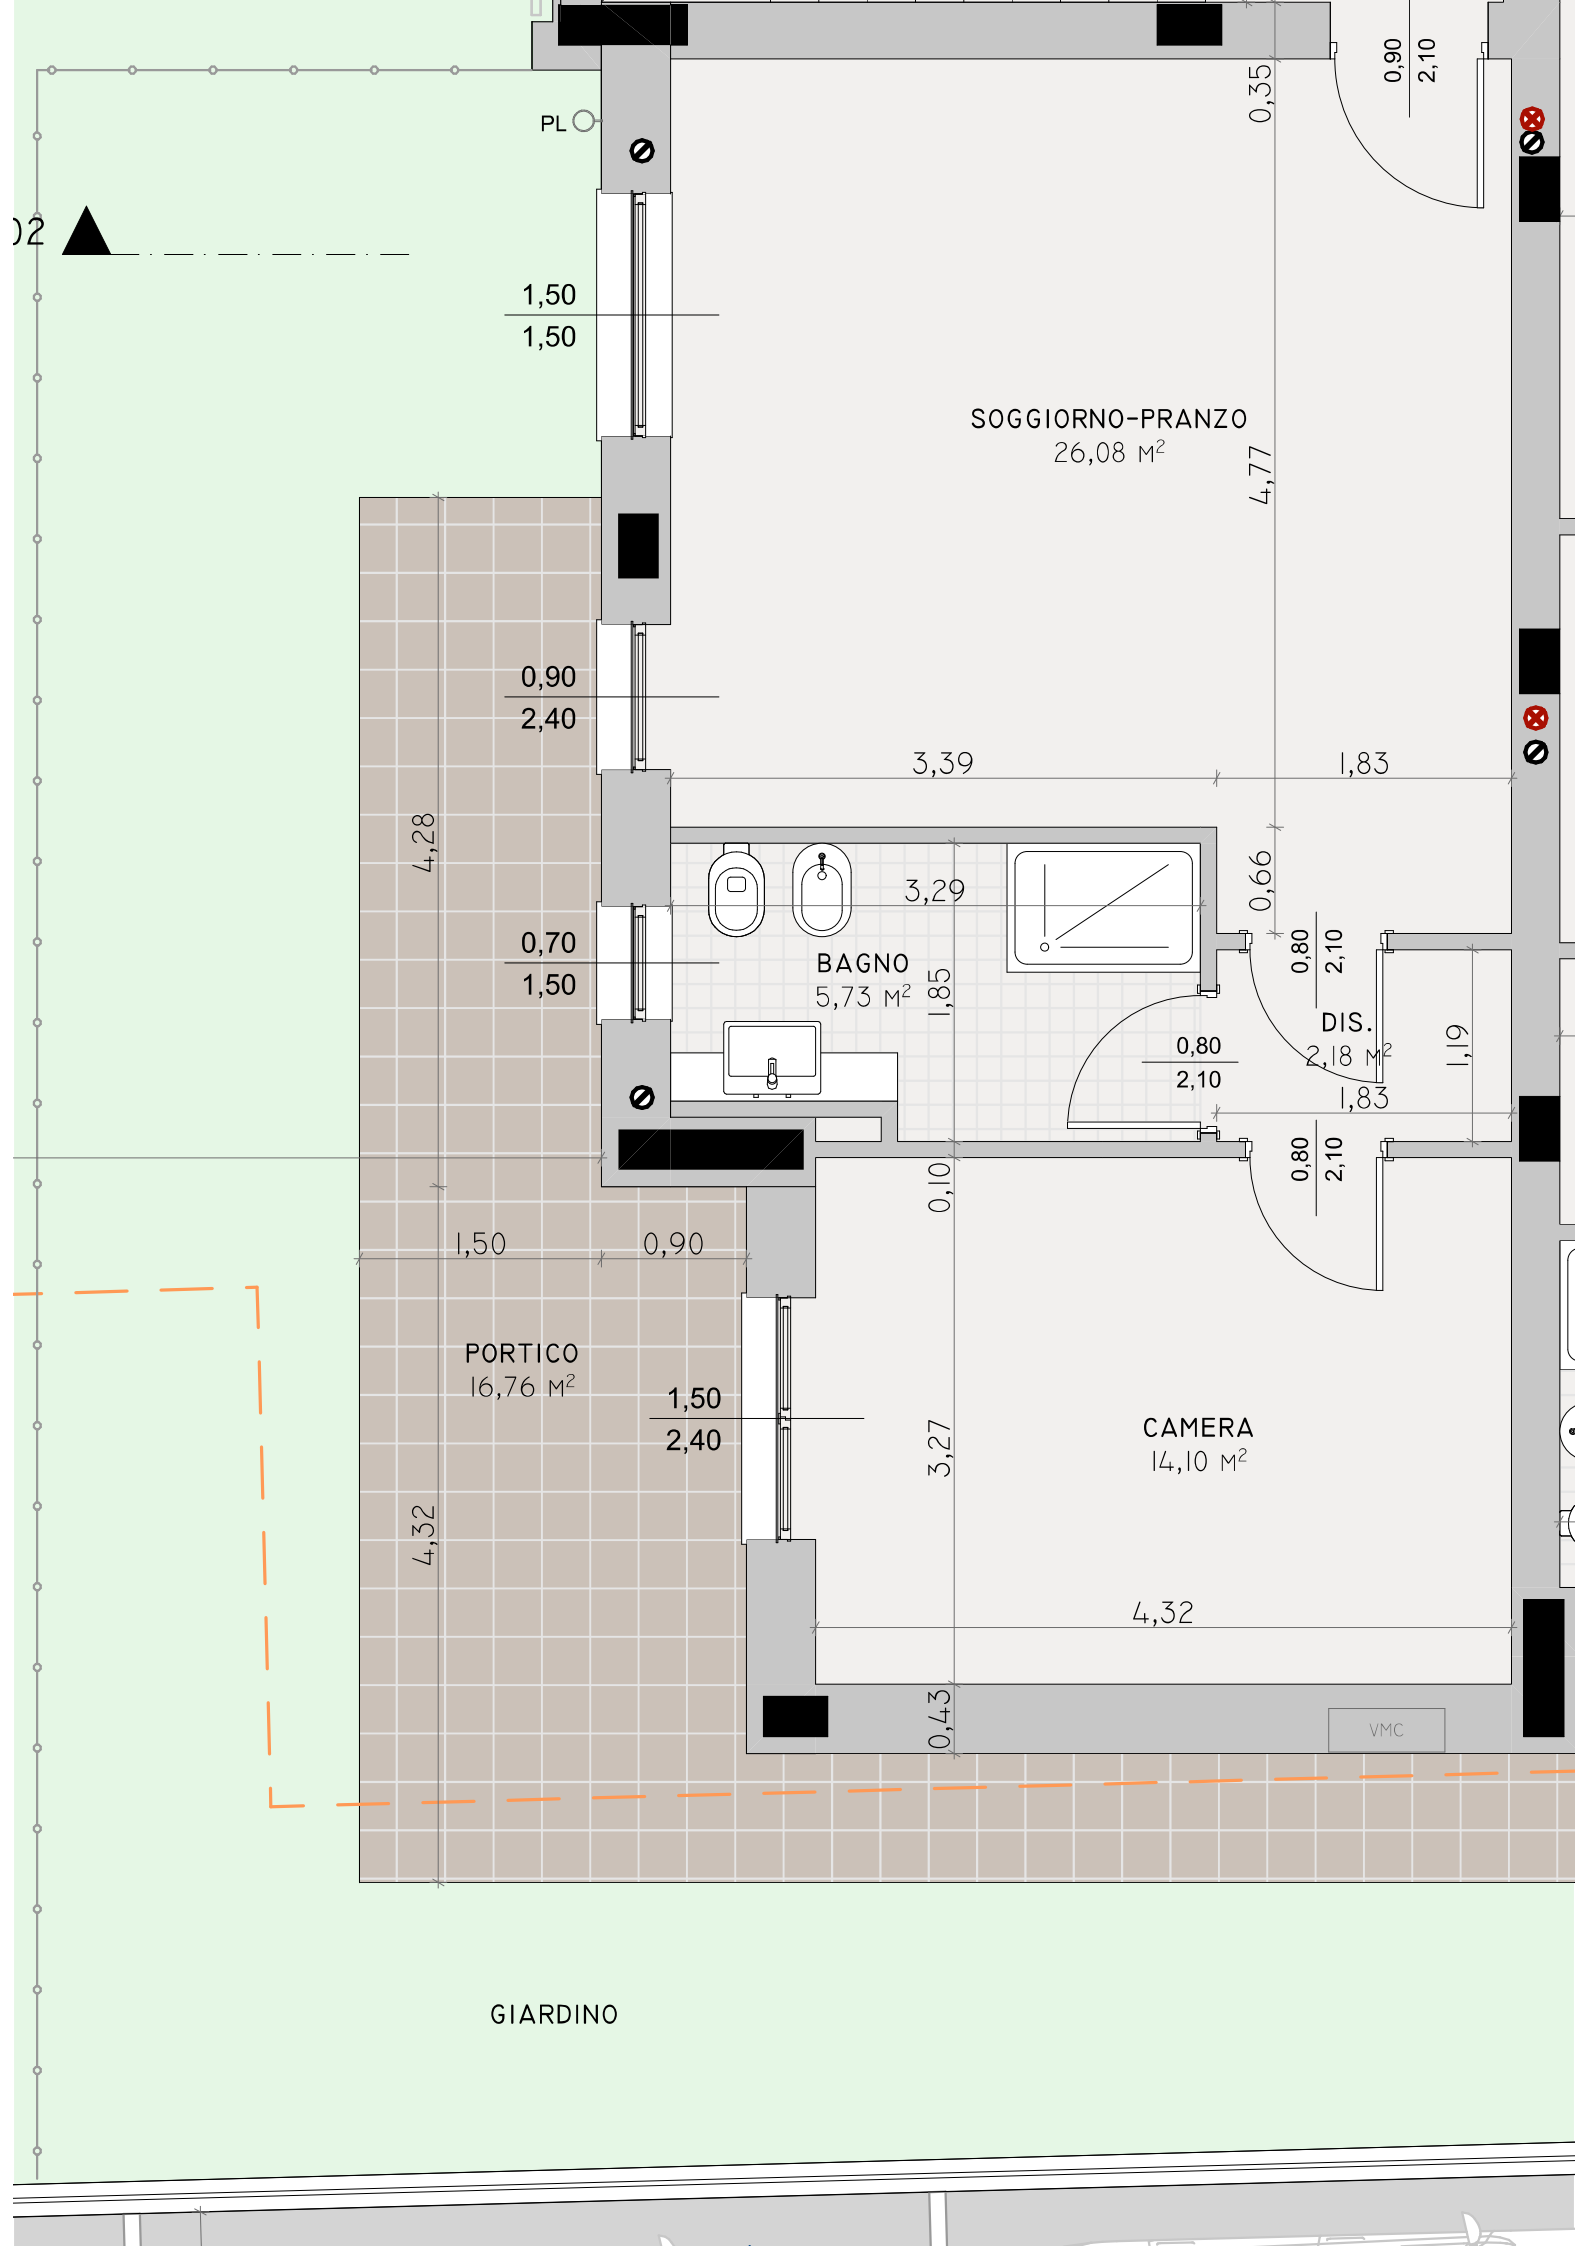 0,90
2,10
0,35
PL
02
1,50
1,50
SOGGIORNO-PRANZO
26,08 M²
4,77
0,90
2,40
3,39
1,83
4,28
0,66
3,29
0,70
1,50
BAGNO
5,73 M²
1,85
0,80
2,10
DIS.
2,18 M²
1,19
0,80
2,10
1,83
0,80
2,10
0,10
1,50
0,90
PORTICO
16,76 M²
1,50
2,40
CAMERA
14,10 M²
3,27
4,32
4,32
0,43
VMC
GIARDINO